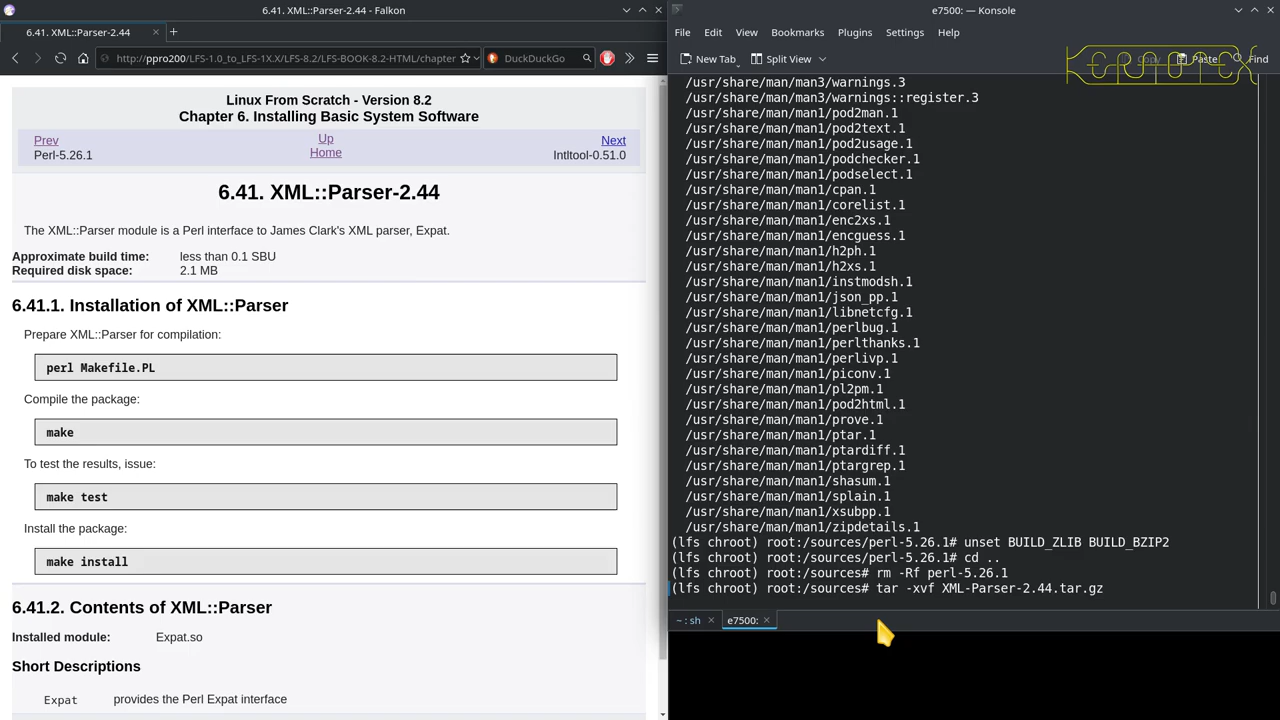 6.41. XML::Parser-2.44 - Falkon
6.41. XML::Parser-2.44
http://ppro200/LFS-1.0_to_LFS-1X.X/LFS-8.2/LFS-BOOK-8.2-HTML/chapter
DuckDuckGo
Linux From Scratch - Version 8.2
Chapter 6. Installing Basic System Software
Prev Up Next
Perl-5.26.1 Home Intltool-0.51.0
6.41. XML::Parser-2.44
The XML::Parser module is a Perl interface to James Clark's XML parser, Expat.
Approximate build time: less than 0.1 SBU
Required disk space: 2.1 MB
6.41.1. Installation of XML::Parser
Prepare XML::Parser for compilation:
perl Makefile.PL
Compile the package:
make
To test the results, issue:
make test
Install the package:
make install
6.41.2. Contents of XML::Parser
Installed module: Expat.so
Short Descriptions
Expat provides the Perl Expat interface
e7500: — Konsole
File Edit View Bookmarks Plugins Settings Help
New Tab Split View Copy Paste Find
/usr/share/man/man3/warnings.3
/usr/share/man/man3/warnings::register.3
/usr/share/man/man1/pod2man.1
/usr/share/man/man1/pod2text.1
/usr/share/man/man1/pod2usage.1
/usr/share/man/man1/podchecker.1
/usr/share/man/man1/podselect.1
/usr/share/man/man1/cpan.1
/usr/share/man/man1/corelist.1
/usr/share/man/man1/enc2xs.1
/usr/share/man/man1/encguess.1
/usr/share/man/man1/h2ph.1
/usr/share/man/man1/h2xs.1
/usr/share/man/man1/instmodsh.1
/usr/share/man/man1/json_pp.1
/usr/share/man/man1/libnetcfg.1
/usr/share/man/man1/perlbug.1
/usr/share/man/man1/perlthanks.1
/usr/share/man/man1/perlivp.1
/usr/share/man/man1/piconv.1
/usr/share/man/man1/pl2pm.1
/usr/share/man/man1/pod2html.1
/usr/share/man/man1/prove.1
/usr/share/man/man1/ptar.1
/usr/share/man/man1/ptardiff.1
/usr/share/man/man1/ptargrep.1
/usr/share/man/man1/shasum.1
/usr/share/man/man1/splain.1
/usr/share/man/man1/xsubpp.1
/usr/share/man/man1/zipdetails.1
(lfs chroot) root:/sources/perl-5.26.1# unset BUILD_ZLIB BUILD_BZIP2
(lfs chroot) root:/sources/perl-5.26.1# cd ..
(lfs chroot) root:/sources# rm -Rf perl-5.26.1
(lfs chroot) root:/sources# tar -xvf XML-Parser-2.44.tar.gz
~ : sh e7500: